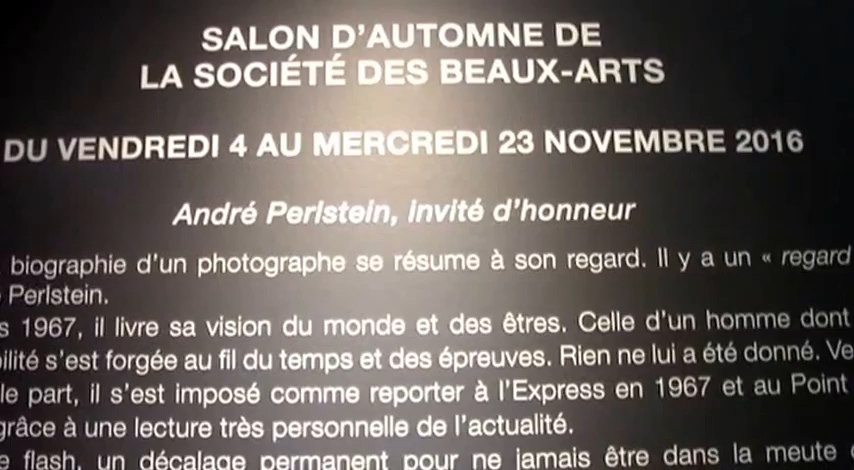 SALON D'AUTOMNE DE
LA SOCIÉTÉ DES BEAUX-ARTS
DU VENDREDI 4 AU MERCREDI 23 NOVEMBRE 2016
André Perlstein, invité d'honneur
biographie d'un photographe se résume à son regard. Il y a un « regard
Perlstein.
1967, il livre sa vision du monde et des êtres. Celle d'un homme dont
s'est forgée au fil du temps et des épreuves. Rien ne lui a été donné.
part, il s'est imposé comme reporter à l'Express en 1967 et au Point
grâce à une lecture très personnelle de l'actualité.
flash, un décalage permanent pour ne jamais être dans la meute